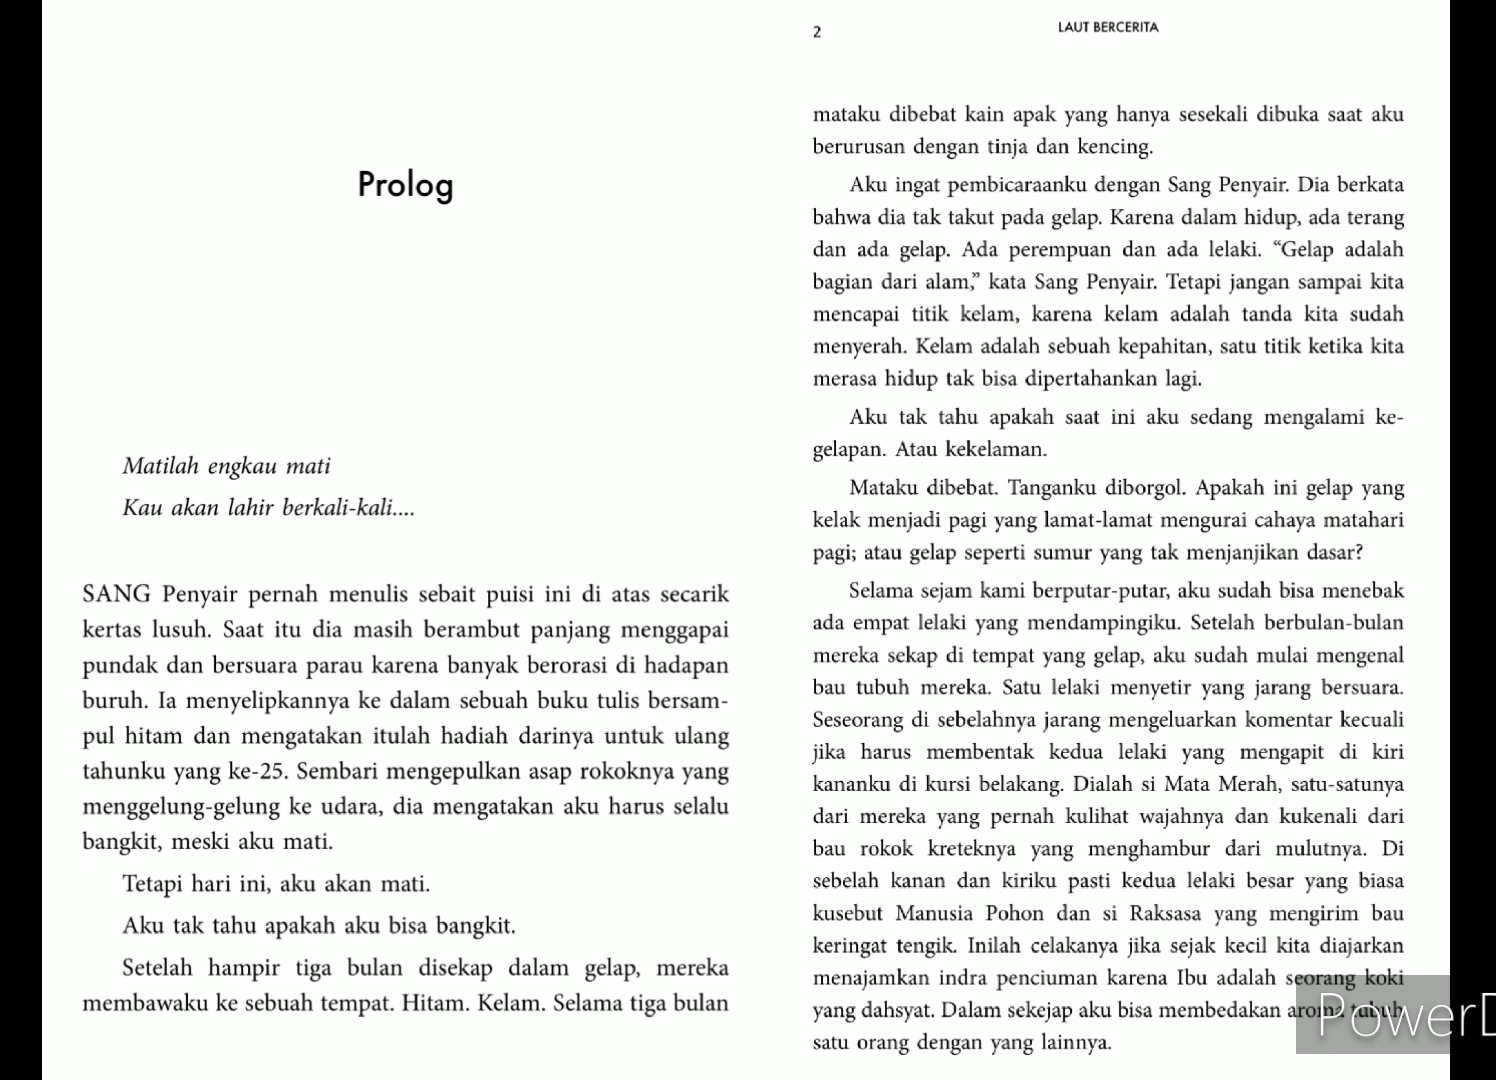 Prolog
Matilah engkau mati
Kau akan lahir berkali-kali....
SANG Penyair pernah menulis sebait puisi ini di atas secarik
kertas lusuh. Saat itu dia masih berambut panjang menggapai
pundak dan bersuara parau karena banyak berorasi di hadapan
buruh. Ia menyelipkannya ke dalam sebuah buku tulis bersam-
pul hitam dan mengatakan itulah hadiah darinya untuk ulang
tahunku yang ke-25. Sembari mengepulkan asap rokoknya yang
menggelung-gelung ke udara, dia mengatakan aku harus selalu
bangkit, meski aku mati.
Tetapi hari ini, aku akan mati.
Aku tak tahu apakah aku bisa bangkit.
Setelah hampir tiga bulan disekap dalam gelap, mereka
membawaku ke sebuah tempat. Hitam. Kelam. Selama tiga bulan
2
LAUT BERCERITA
mataku dibebat kain apak yang hanya sesekali dibuka saat aku
berurusan dengan tinja dan kencing.
Aku ingat pembicaraanku dengan Sang Penyair. Dia berkata
bahwa dia tak takut pada gelap. Karena dalam hidup, ada terang
dan ada gelap. Ada perempuan dan ada lelaki. “Gelap adalah
bagian dari alam,” kata Sang Penyair. Tetapi jangan sampai kita
mencapai titik kelam, karena kelam adalah tanda kita sudah
menyerah. Kelam adalah sebuah kepahitan, satu titik ketika kita
merasa hidup tak bisa dipertahankan lagi.
Aku tak tahu apakah saat ini aku sedang mengalami ke-
gelapan. Atau kekelaman.
Mataku dibebat. Tanganku diborgol. Apakah ini gelap yang
kelak menjadi pagi yang lamat-lamat mengurai cahaya matahari
pagi; atau gelap seperti sumur yang tak menjanjikan dasar?
Selama sejam kami berputar-putar, aku sudah bisa menebak
ada empat lelaki yang mendampingiku. Setelah berbulan-bulan
mereka sekap di tempat yang gelap, aku sudah mulai mengenal
bau tubuh mereka. Satu lelaki menyetir yang jarang bersuara.
Seseorang di sebelahnya jarang mengeluarkan komentar kecuali
jika harus membentak kedua lelaki yang mengapit di kiri
kananku di kursi belakang. Dialah si Mata Merah, satu-satunya
dari mereka yang pernah kulihat wajahnya dan kukenali dari
bau rokok kreteknya yang menghambur dari mulutnya. Di
sebelah kanan dan kiriku pasti kedua lelaki besar yang biasa
kusebut Manusia Pohon dan si Raksasa yang mengirim bau
keringat tengik. Inilah celakanya jika sejak kecil kita diajarkan
menajamkan indra penciuman karena Ibu adalah seorang koki
yang dahsyat. Dalam sekejap aku bisa membedakan aroma tubuh
satu orang dengan yang lainnya.
PowerD